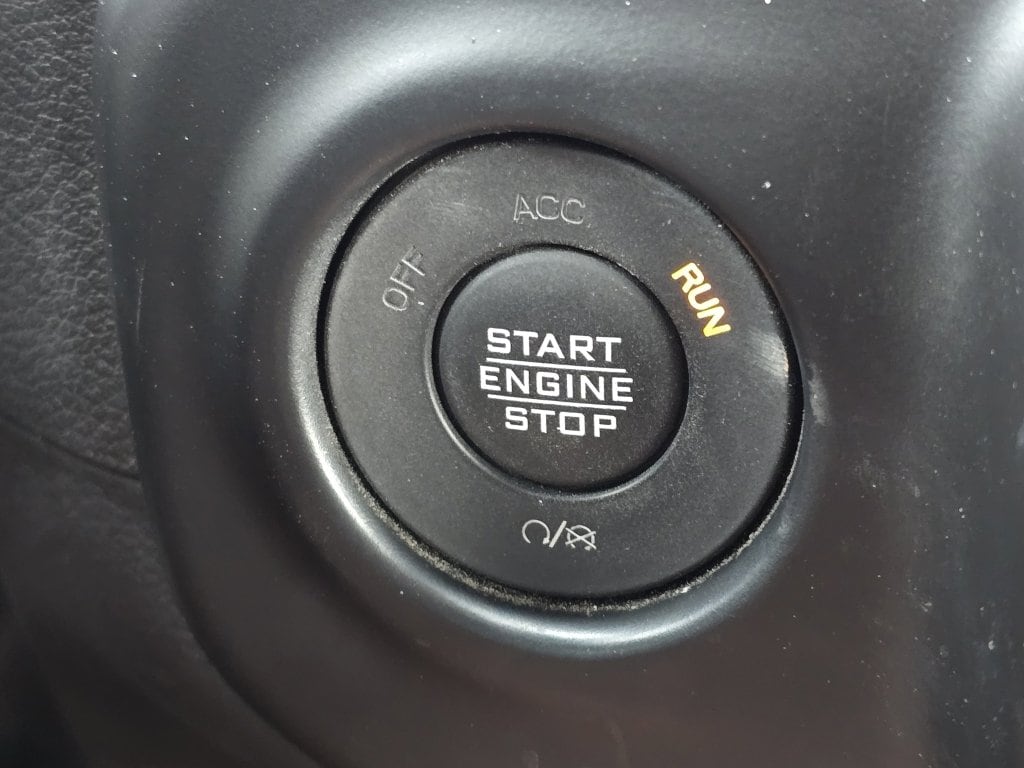 ACC
OFF
RUN
START
ENGINE
STOP